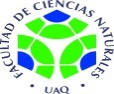 FACULTAD DE CIENCIAS NATURALES
· UAQ ·